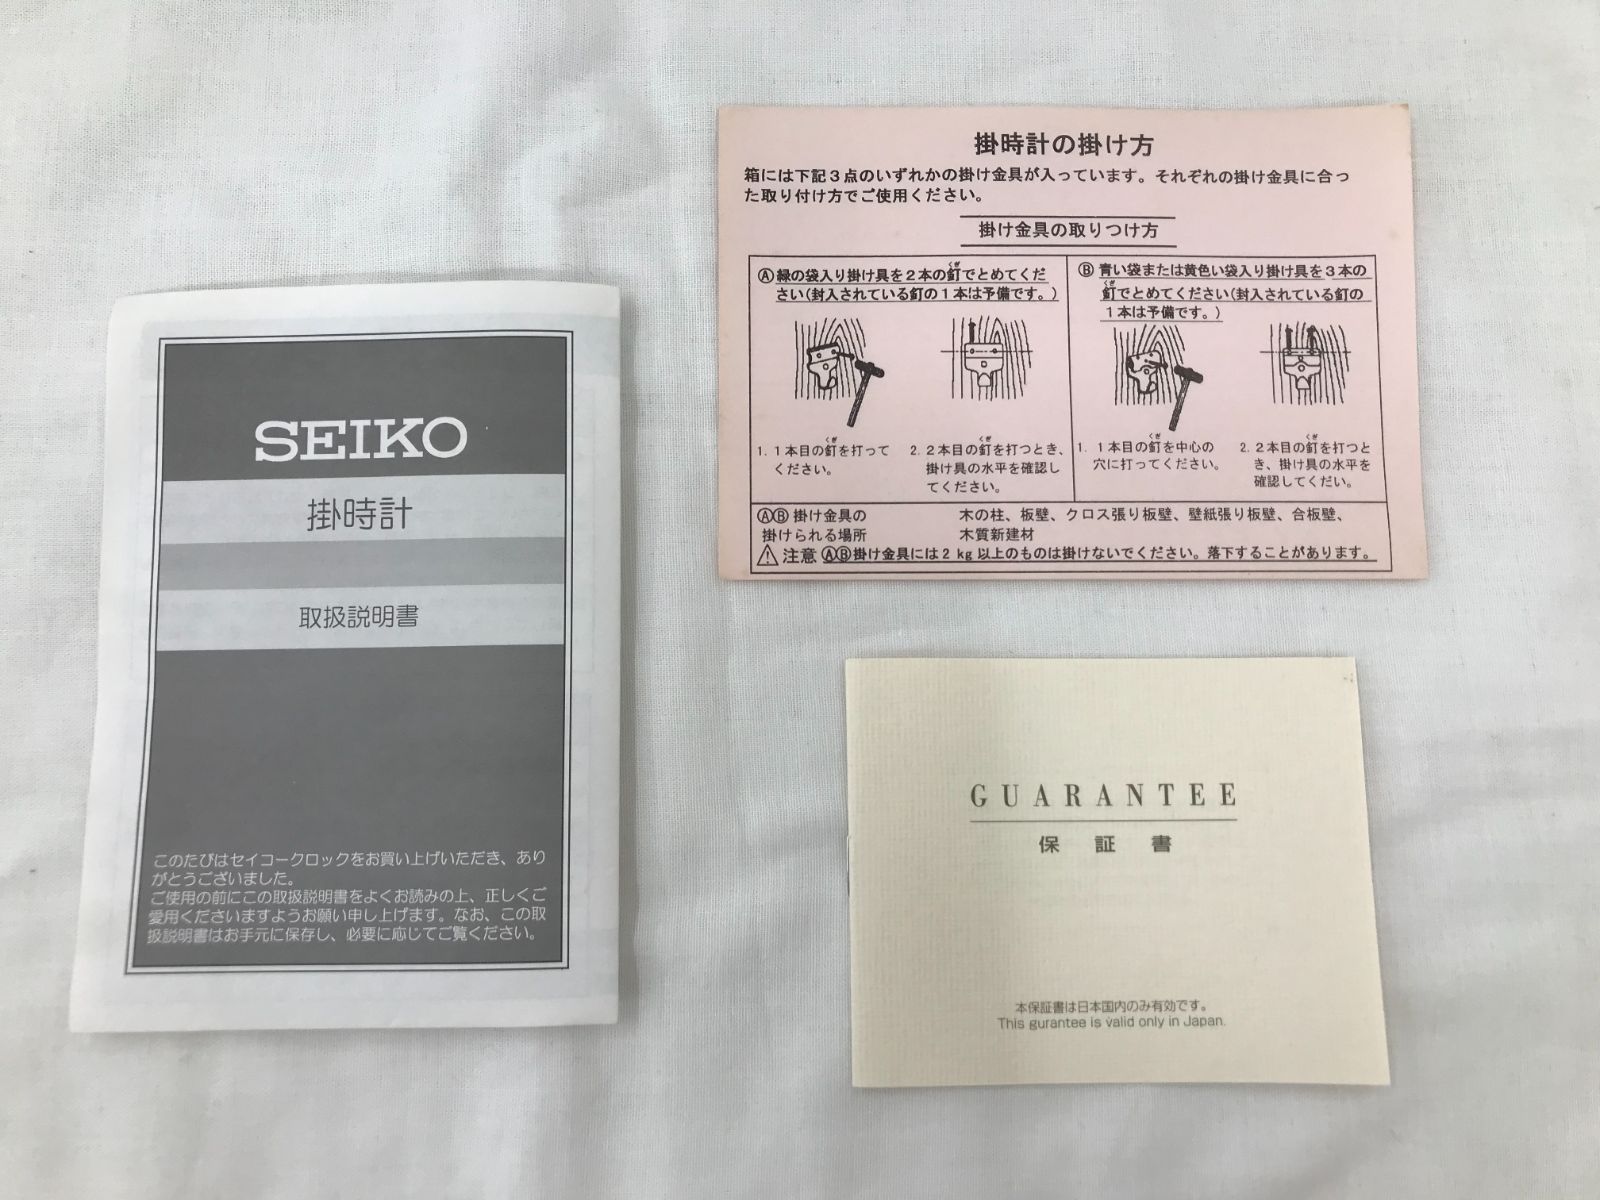 SEIKO
掛時計
取扱説明書
このたびはセイコークロックをお買い上げいただき、あり
がとうございました。
ご使用の前にこの取扱説明書をよくお読みの上、正しくご
愛用くださいますようお願い申し上げます。なお、この取
扱説明書はお手元に保存し、必要に応じてご覧ください。
掛時計の掛け方
箱には下記3点のいずれかの掛け金具が入っています。それぞれの掛け金具に合っ
た取り付け方でご使用ください。
掛け金具の取りつけ方
Ⓐ緑の袋入り掛け具を2本の釘でとめてくだ
さい(封入されている釘の1本は予備です。)
くぎ
1. 1本目の釘を打って
ください。
くぎ
2. 2本目の釘を打つとき、
掛け具の水平を確認し
てください。
くぎ
Ⓑ 青い袋または黄色い袋入り掛け具を3本の
釘でとめてください(封入されている釘の
1本は予備です。)
くぎ
1. 1本目の釘を中心の
穴に打ってください。
くぎ
2. 2本目の釘を打つと
き、掛け具の水平を
確認してくだい。
くぎ
ⒶⒷ 掛け金具の
掛けられる場所
木の柱、板壁、クロス張り板壁、壁紙張り板壁、合板壁、
木質新建材
⚠ 注意 ⒶⒷ掛け金具には2 kg 以上のものは掛けないでください。落下することがあります。
GUARANTEE
保 証 書
本保証書は日本国内のみ有効です。
This gurantee is valid only in Japan.